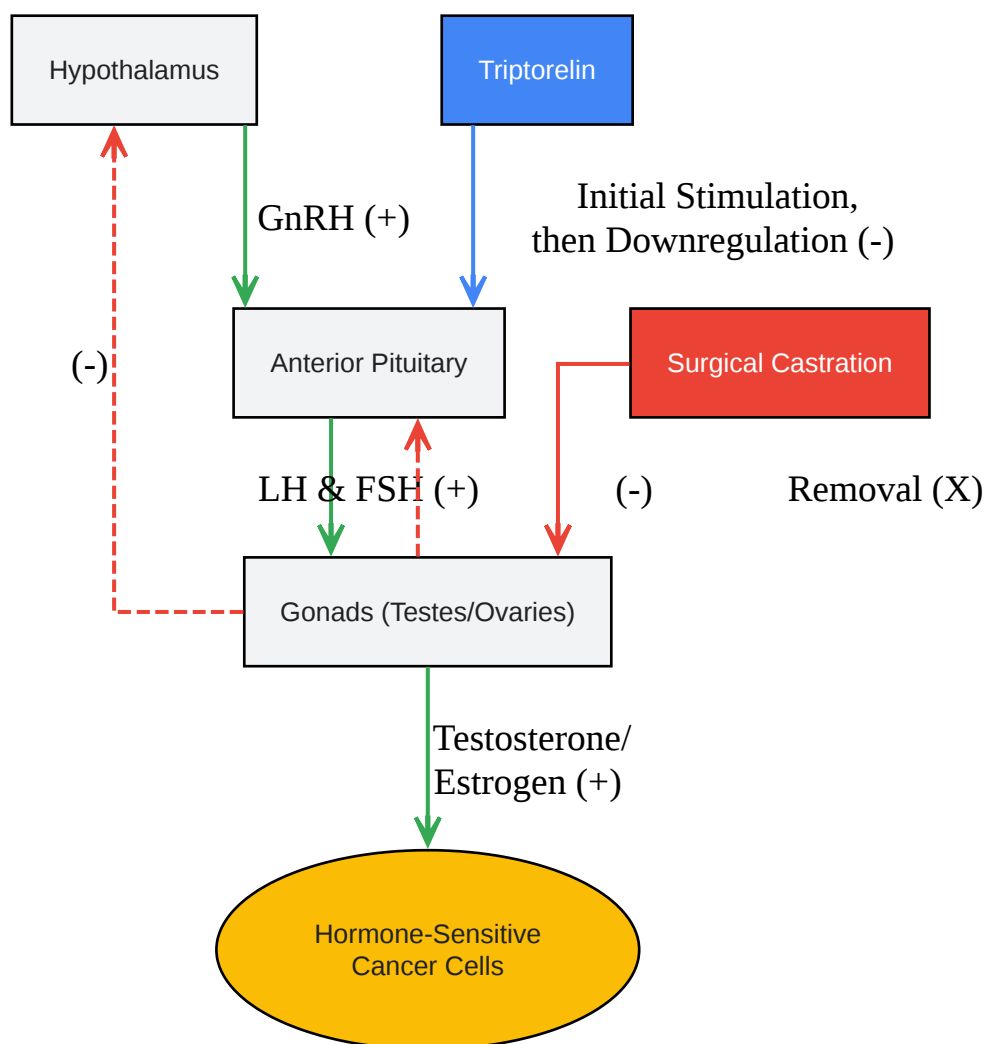 Hypothalamus
Triptorelin
GnRH (+)
Initial Stimulation,
then Downregulation (-)
(-)
Anterior Pituitary
Surgical Castration
LH & FSH (+)
(-)
Removal (X)
Gonads (Testes/Ovaries)
Testosterone/
Estrogen (+)
Hormone-Sensitive
Cancer Cells